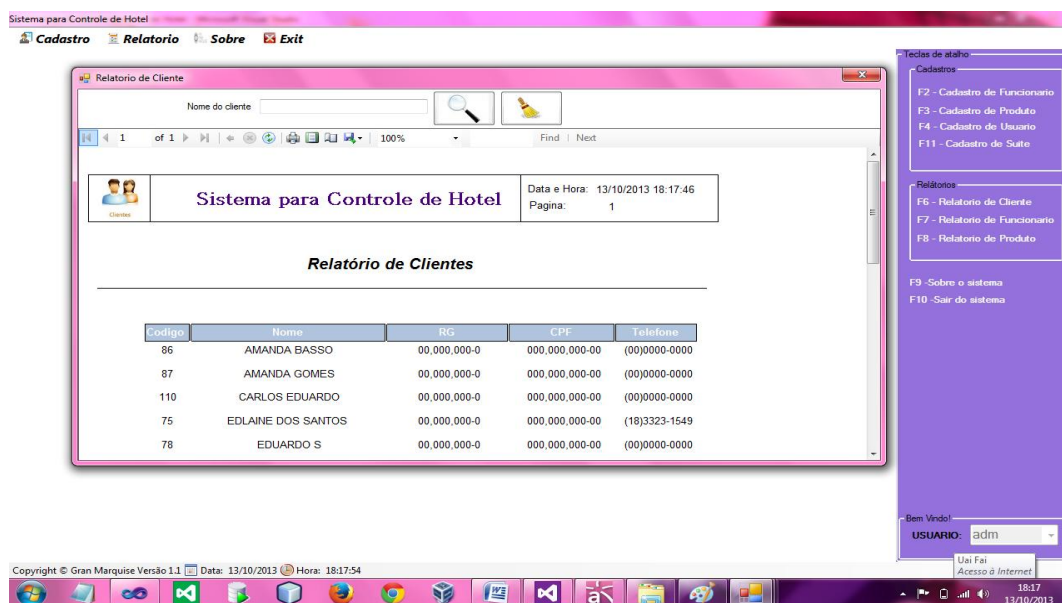 Sistema para Controle de Hotel
Cadastro Relatorio Sobre Exit
Relatorio de Cliente
Nome do cliente
1 of 1 100% Find | Next
Clientes
Sistema para Controle de Hotel
Data e Hora: 13/10/2013 18:17:46
Pagina: 1
Relatório de Clientes
Codigo Nome RG CPF Telefone
86 AMANDA BASSO 00,000,000-0 000,000,000-00 (00)0000-0000
87 AMANDA GOMES 00,000,000-0 000,000,000-00 (00)0000-0000
110 CARLOS EDUARDO 00,000,000-0 000,000,000-00 (00)0000-0000
75 EDLAINE DOS SANTOS 00,000,000-0 000,000,000-00 (18)3323-1549
78 EDUARDO S 00,000,000-0 000,000,000-00 (00)0000-0000
Teclas de atalho
Cadastros
F2 - Cadastro de Funcionario
F3 - Cadastro de Produto
F4 - Cadastro de Usuario
F11 - Cadastro de Suite
Relátorios
F6 - Relatorio de Cliente
F7 - Relatorio de Funcionario
F8 - Relatorio de Produto
F9 -Sobre o sistema
F10 -Sair do sistema
Bem Vindo!
USUARIO: adm
Uai Fai
Acesso à Internet
Copyright © Gran Marquise Versão 1.1 Data: 13/10/2013 Hora: 18:17:54
18:17
13/10/2013